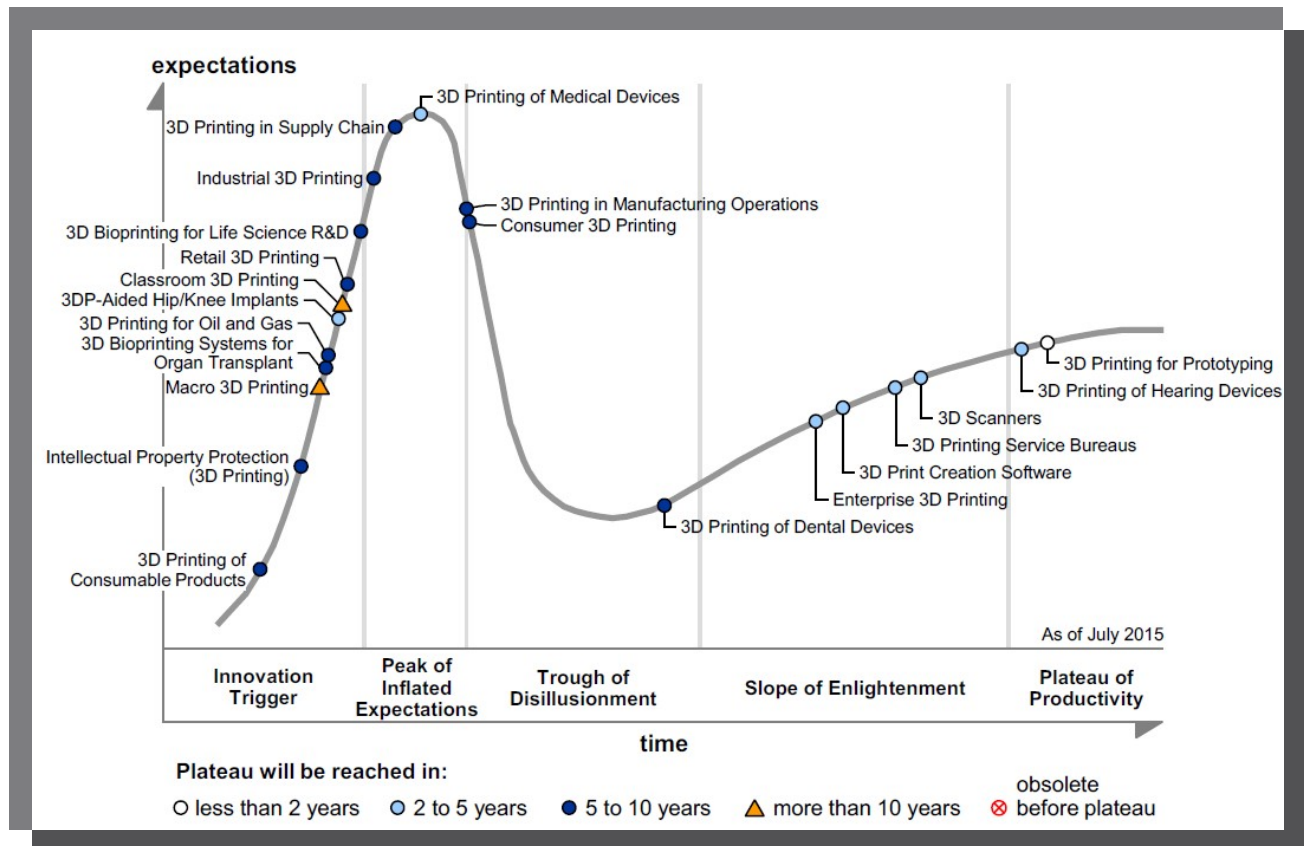 expectations
3D Printing of Medical Devices
3D Printing in Supply Chain
Industrial 3D Printing
3D Printing in Manufacturing Operations
Consumer 3D Printing
3D Bioprinting for Life Science R&D
Retail 3D Printing
Classroom 3D Printing
3DP-Aided Hip/Knee Implants
3D Printing for Oil and Gas
3D Bioprinting Systems for
Organ Transplant
Macro 3D Printing
Intellectual Property Protection
(3D Printing)
3D Printing of
Consumable Products
3D Printing for Prototyping
3D Printing of Hearing Devices
3D Scanners
3D Printing Service Bureaus
3D Print Creation Software
Enterprise 3D Printing
3D Printing of Dental Devices
As of July 2015
Innovation
Trigger
Peak of
Inflated
Expectations
Trough of
Disillusionment
Slope of Enlightenment
Plateau of
Productivity
time
Plateau will be reached in:
less than 2 years
2 to 5 years
5 to 10 years
more than 10 years
obsolete
before plateau